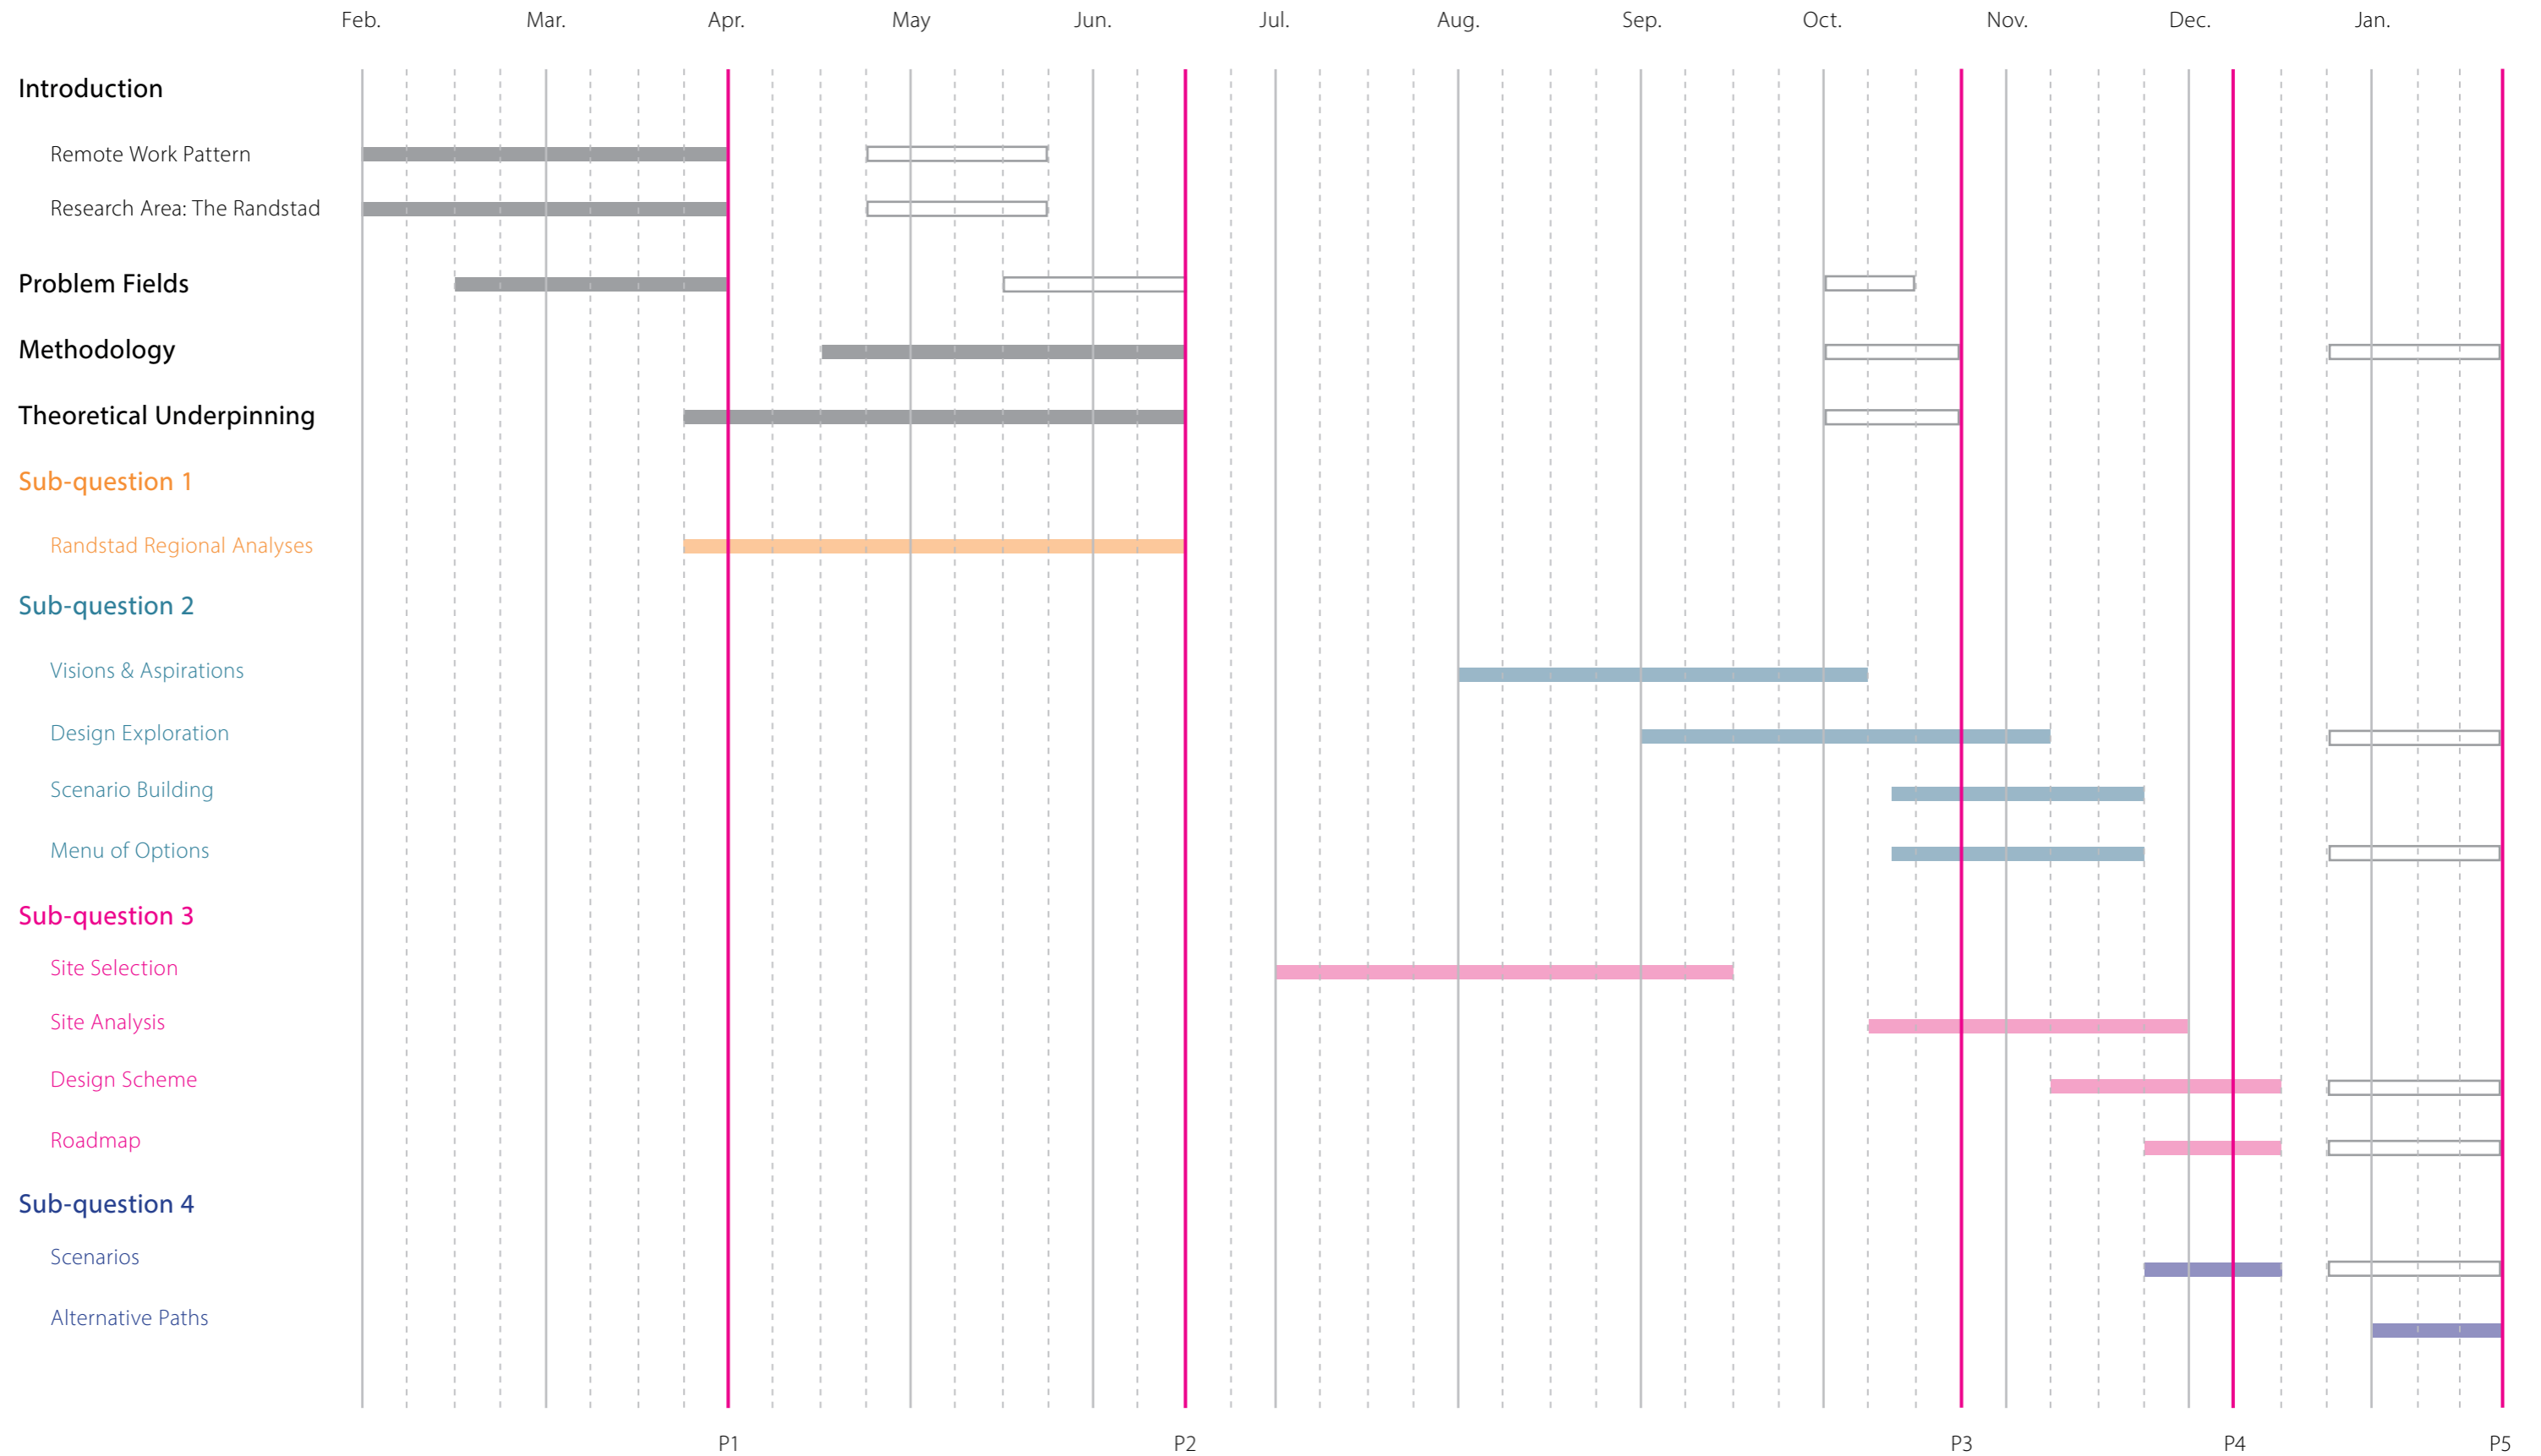 Feb. Mar. Apr. May Jun. Jul. Aug. Sep. Oct. Nov. Dec. Jan.
Introduction
Remote Work Pattern
Research Area: The Randstad
Problem Fields
Methodology
Theoretical Underpinning
Sub-question 1
Randstad Regional Analyses
Sub-question 2
Visions & Aspirations
Design Exploration
Scenario Building
Menu of Options
Sub-question 3
Site Selection
Site Analysis
Design Scheme
Roadmap
Sub-question 4
Scenarios
Alternative Paths
P1 P2 P3 P4 P5